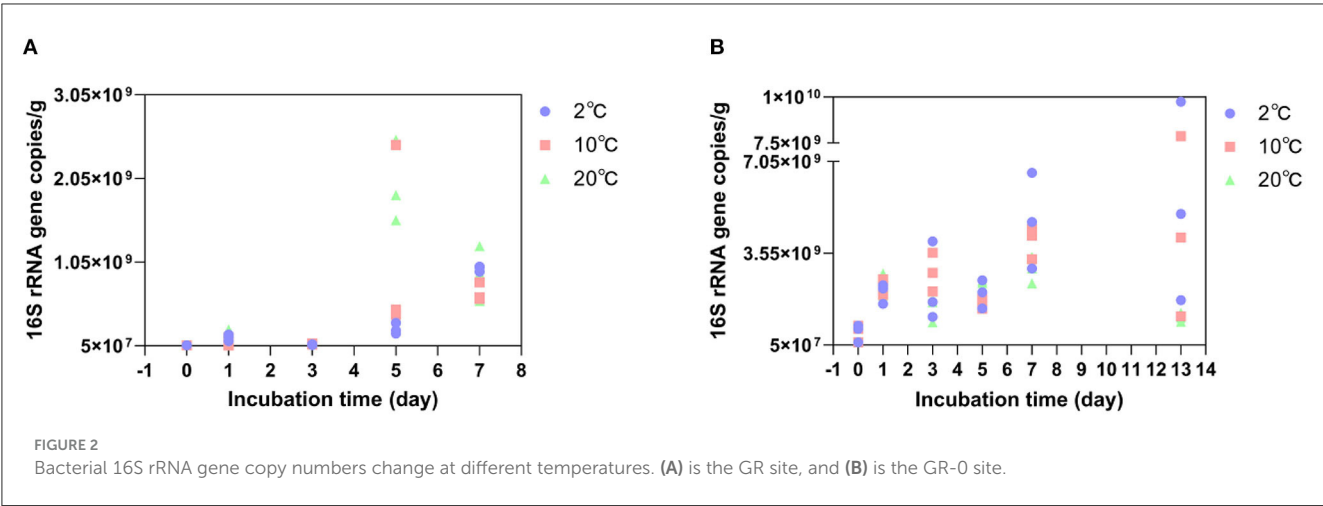 A
16S rRNA gene copies/g
3.05×10⁹
2.05×10⁹
1.05×10⁹
5×10⁷
-1 0 1 2 3 4 5 6 7 8
Incubation time (day)
2°C
10°C
20°C
B
16S rRNA gene copies/g
1×10¹⁰
7.5×10⁹
7.05×10⁹
3.55×10⁹
5×10⁷
-1 0 1 2 3 4 5 6 7 8 9 10 11 12 13 14
Incubation time (day)
2°C
10°C
20°C
FIGURE 2
Bacterial 16S rRNA gene copy numbers change at different temperatures. (A) is the GR site, and (B) is the GR-0 site.